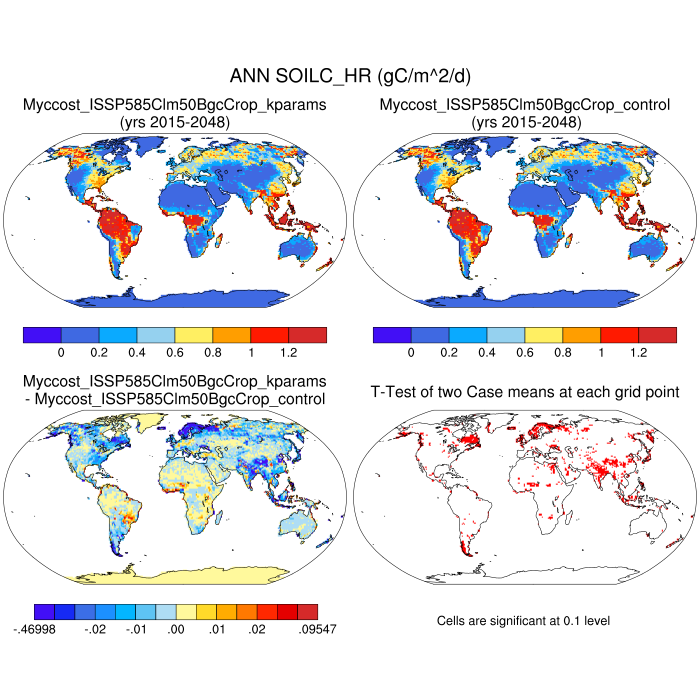 ANN SOILC_HR (gC/m^2/d)
Myccost_ISSP585Clm50BgcCrop_kparams
(yrs 2015-2048)
Myccost_ISSP585Clm50BgcCrop_control
(yrs 2015-2048)
0 0.2 0.4 0.6 0.8 1 1.2
0 0.2 0.4 0.6 0.8 1 1.2
Myccost_ISSP585Clm50BgcCrop_kparams
- Myccost_ISSP585Clm50BgcCrop_control
T-Test of two Case means at each grid point
-.46998 -.02 -.01 .00 .01 .02 .09547
Cells are significant at 0.1 level